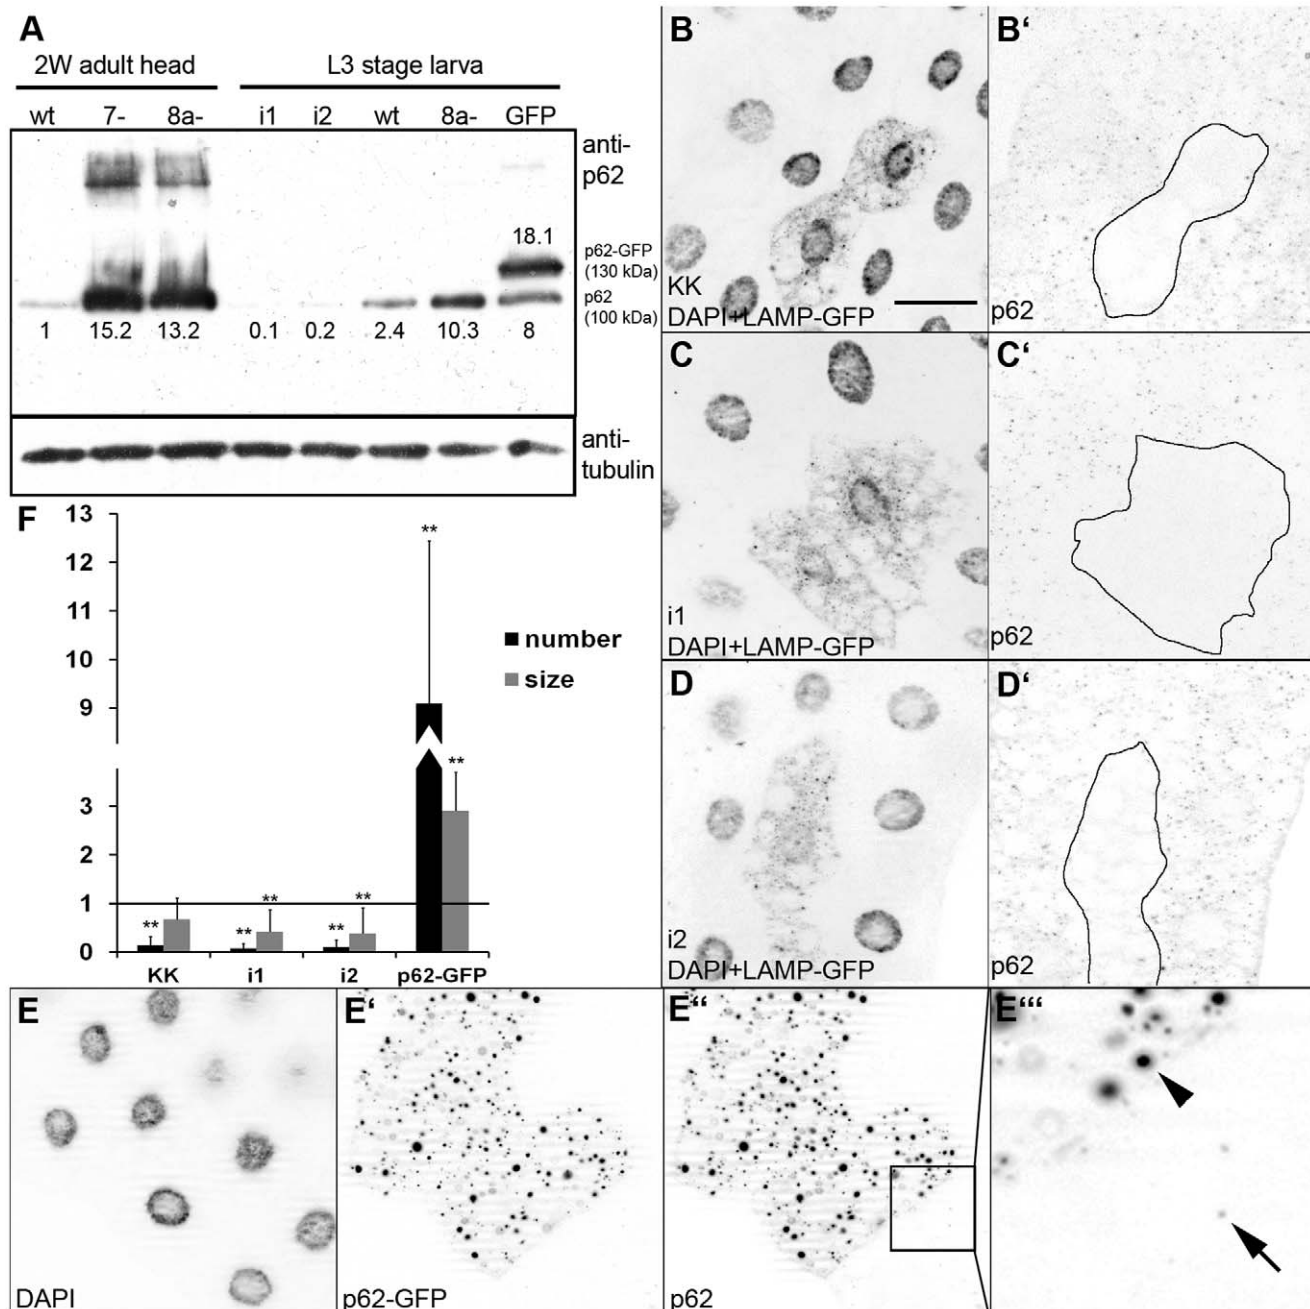 A
2W adult head
L3 stage larva
wt 7- 8a- i1 i2 wt 8a- GFP
anti-
p62
18.1
p62-GFP
(130 kDa)
p62
(100 kDa)
1 15.2 13.2 0.1 0.2 2.4 10.3 8
anti-
tubulin
B
KK
DAPI+LAMP-GFP
B'
p62
C
i1
DAPI+LAMP-GFP
C'
p62
D
i2
DAPI+LAMP-GFP
D'
p62
F
13
12
11
10
9
3
2
1
0
**
**
**
**
**
**
**
number
size
KK i1 i2 p62-GFP
E
DAPI
E'
p62-GFP
E''
p62
E'''